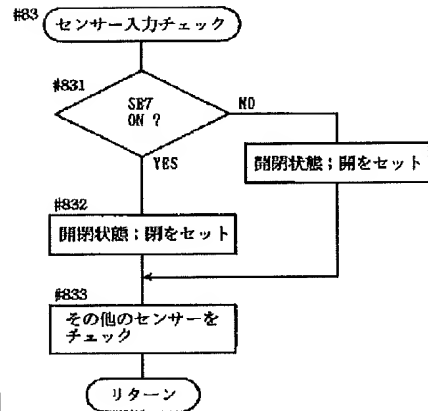 #83 センサー入力チェック
#831
SE7
ON ?
NO
YES
開閉状態；開をセット
#832
開閉状態；閉をセット
#833
その他のセンサーを
チェック
リターン